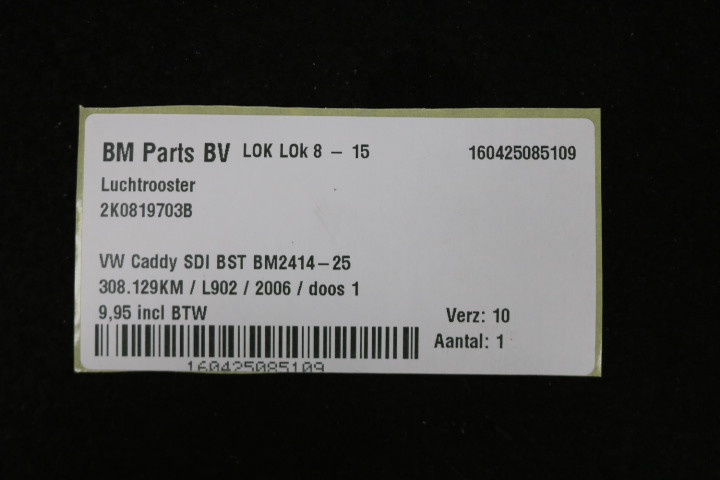 BM Parts BV LOK LOk 8 - 15 160425085109
Luchtrooster
2K0819703B
VW Caddy SDI BST BM2414-25
308.129KM / L902 / 2006 / doos 1
9,95 incl BTW Verz: 10
Aantal: 1
160425085109